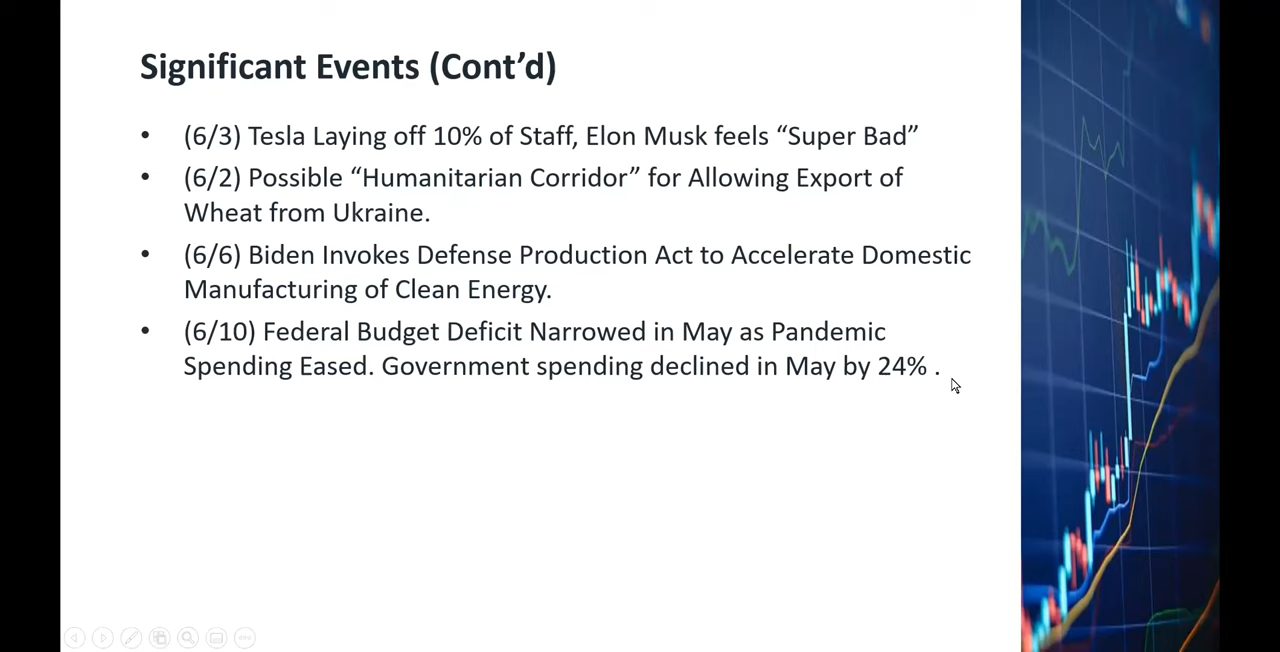 Significant Events (Cont’d)
• (6/3) Tesla Laying off 10% of Staff, Elon Musk feels “Super Bad”
• (6/2) Possible “Humanitarian Corridor” for Allowing Export of
Wheat from Ukraine.
• (6/6) Biden Invokes Defense Production Act to Accelerate Domestic
Manufacturing of Clean Energy.
• (6/10) Federal Budget Deficit Narrowed in May as Pandemic
Spending Eased. Government spending declined in May by 24% .